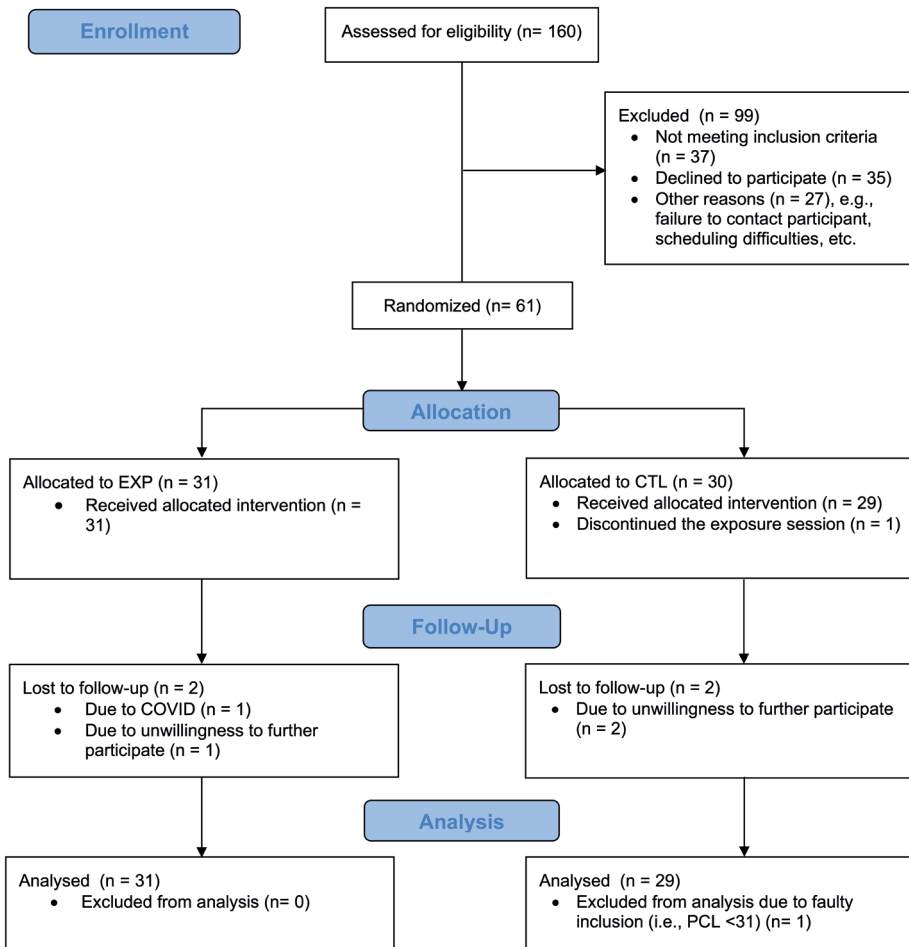 Enrollment
Assessed for eligibility (n= 160)
Excluded (n = 99)
• Not meeting inclusion criteria
(n = 37)
• Declined to participate (n = 35)
• Other reasons (n = 27), e.g.,
failure to contact participant,
scheduling difficulties, etc.
Randomized (n= 61)
Allocation
Allocated to EXP (n = 31)
• Received allocated intervention (n =
31)
Allocated to CTL (n = 30)
• Received allocated intervention (n = 29)
• Discontinued the exposure session (n = 1)
Follow-Up
Lost to follow-up (n = 2)
• Due to COVID (n = 1)
• Due to unwillingness to further
participate (n = 1)
Lost to follow-up (n = 2)
• Due to unwillingness to further participate
(n = 2)
Analysis
Analysed (n = 31)
• Excluded from analysis (n= 0)
Analysed (n = 29)
• Excluded from analysis due to faulty
inclusion (i.e., PCL <31) (n= 1)